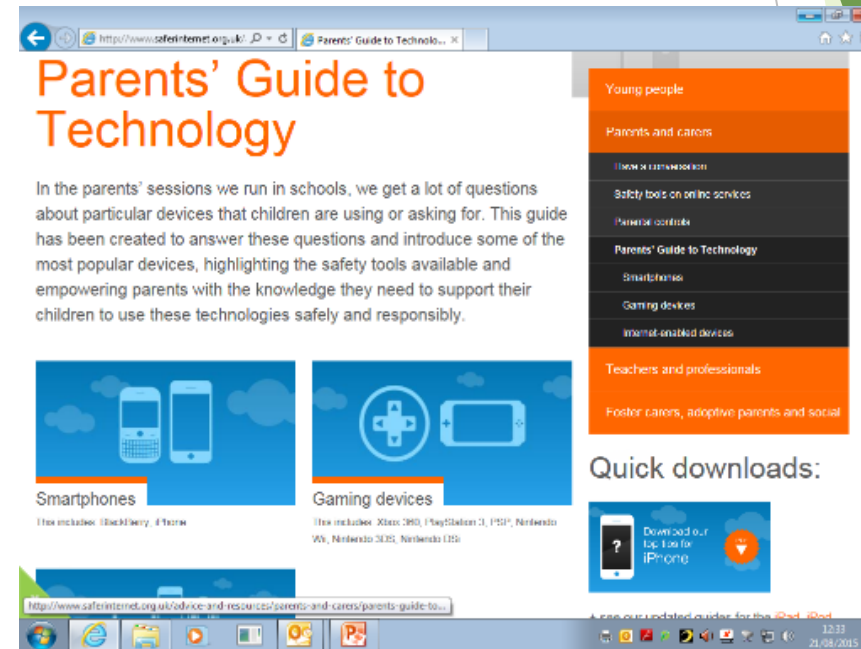 http://www.saferinternet.org.uk/
Parents' Guide to Technolo...
Parents' Guide to
Technology
In the parents' sessions we run in schools, we get a lot of questions
about particular devices that children are using or asking for. This guide
has been created to answer these questions and introduce some of the
most popular devices, highlighting the safety tools available and
empowering parents with the knowledge they need to support their
children to use these technologies safely and responsibly.
Smartphones
This includes: BlackBerry, iPhone
Gaming devices
This includes: Xbox 360, PlayStation 3, PSP, Nintendo
Wii, Nintendo 3DS, Nintendo DSi
http://www.saferinternet.org.uk/advice-and-resources/parents-and-carers/parents-guide-to...
Young people
Parents and carers
Have a conversation
Safety tools on online services
Parental controls
Parents' Guide to Technology
Smartphones
Gaming devices
Internet-enabled devices
Teachers and professionals
Foster carers, adoptive parents and social
Quick downloads:
Download our
top tips for
iPhone
?
+ see our updated guides for the iPad, iPod
12:33
21/08/2015